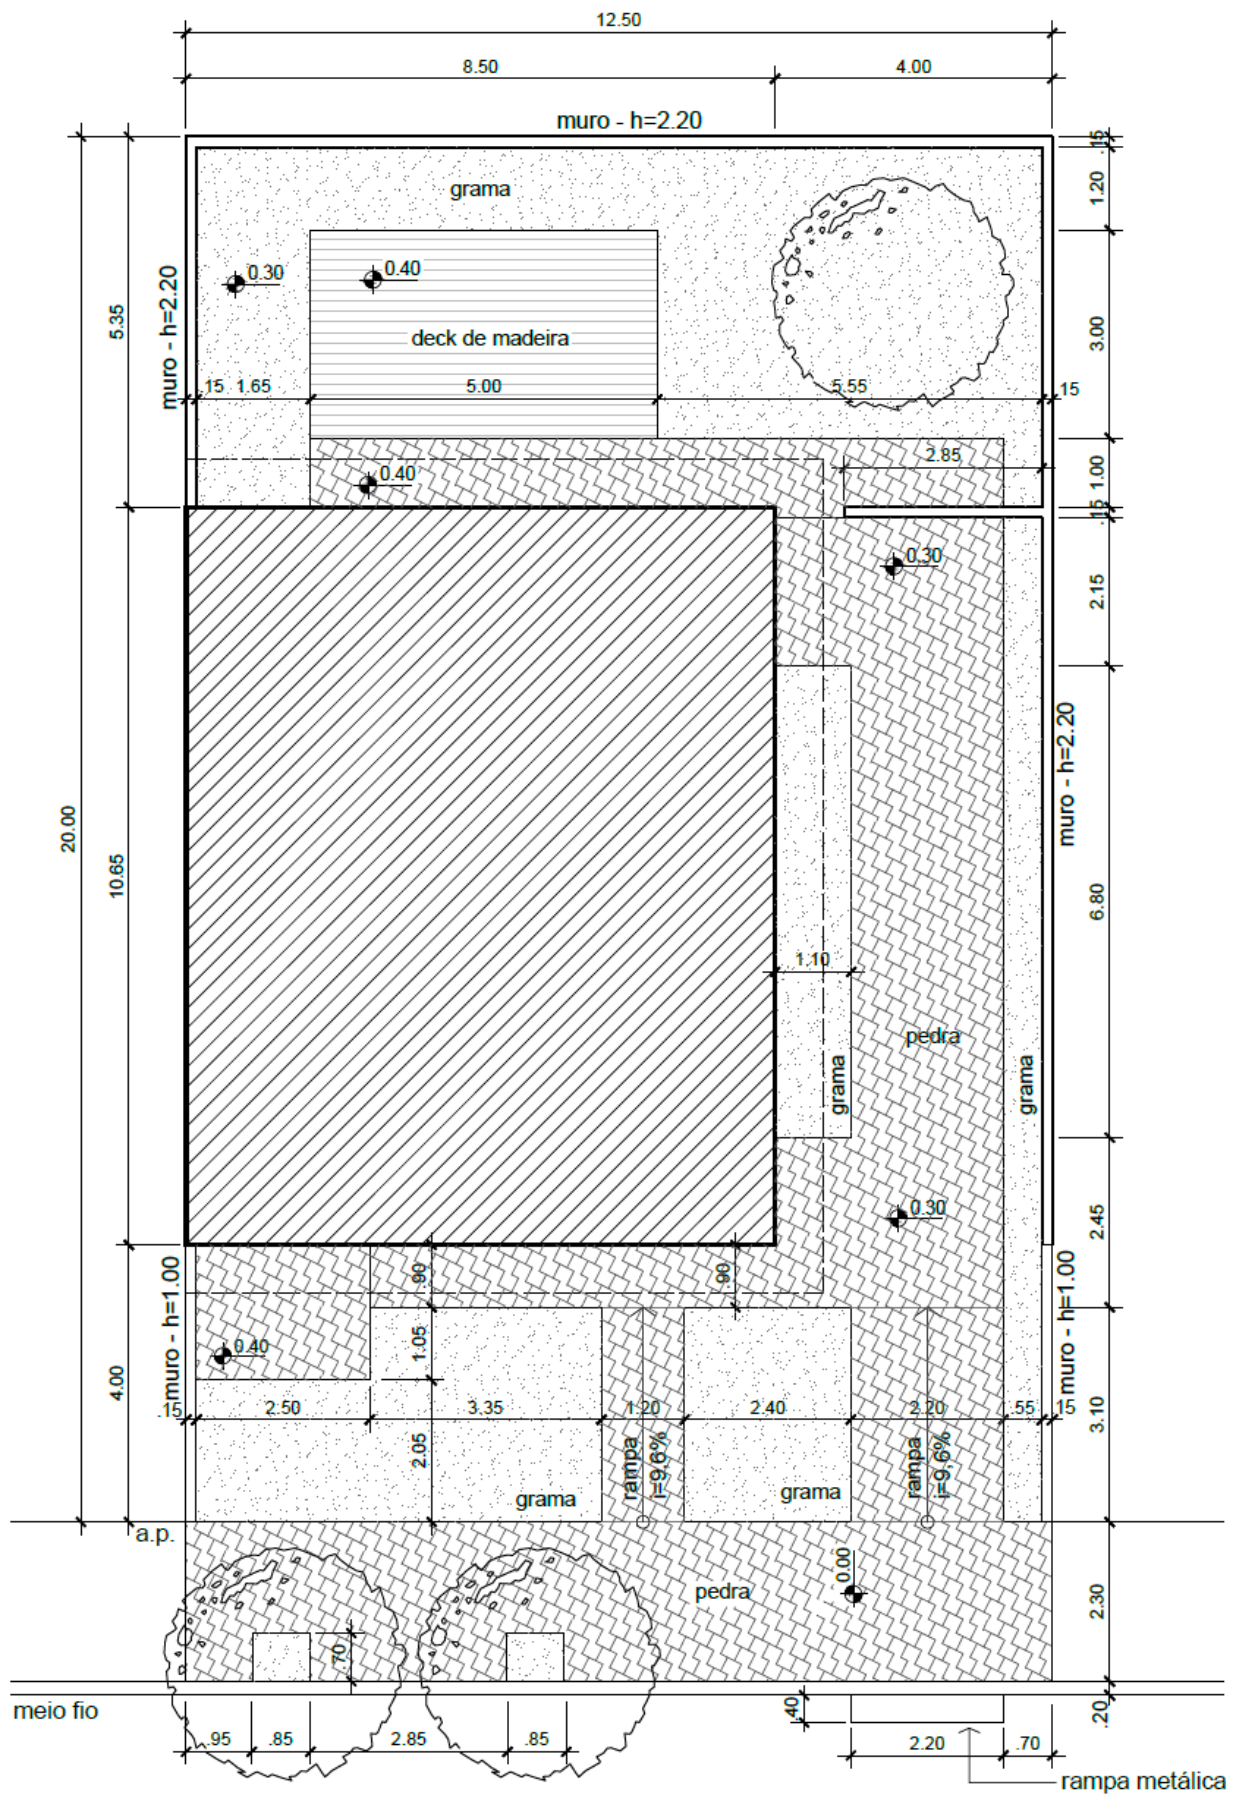 12.50
8.50
4.00
muro - h=2.20
.15
grama
1.20
0.30
0.40
muro - h=2.20
5.35
deck de madeira
3.00
.15
1.65
5.00
5.55
15
2.85
0.40
1.00
.15
0.30
2.15
muro - h=2.20
20.00
10.65
6.80
1.10
pedra
grama
grama
0.30
2.45
muro - h=1.00
.90
.90
muro - h=1.00
0.40
1.05
4.00
.15
2.50
3.35
1.20
2.40
2.20
.55
15
3.10
2.05
rampa
i=9,6%
rampa
i=9,6%
grama
grama
a.p.
0.00
pedra
2.30
.70
meio fio
.40
.20
.95
.85
2.85
.85
2.20
.70
rampa metálica